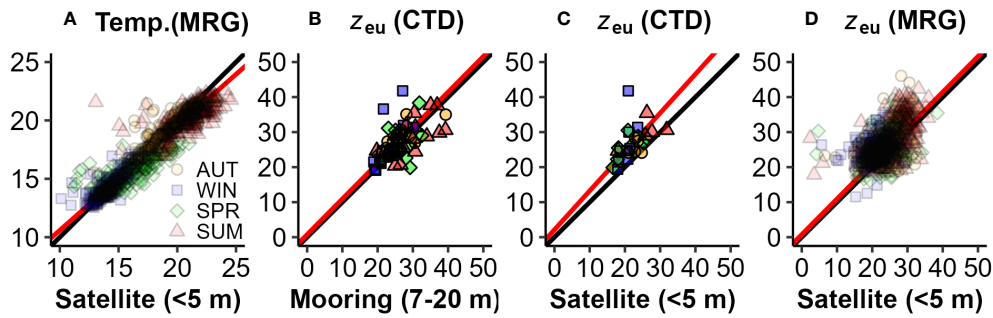 A Temp.(MRG)
B zeu (CTD)
C zeu (CTD)
D zeu (MRG)
25
20
15
10
10 15 20 25
AUT
WIN
SPR
SUM
Satellite (<5 m)
50
40
30
20
10
0
0 10 20 30 40 50
Mooring (7-20 m)
50
40
30
20
10
0
0 10 20 30 40 50
Satellite (<5 m)
50
40
30
20
10
0
0 10 20 30 40 50
Satellite (<5 m)